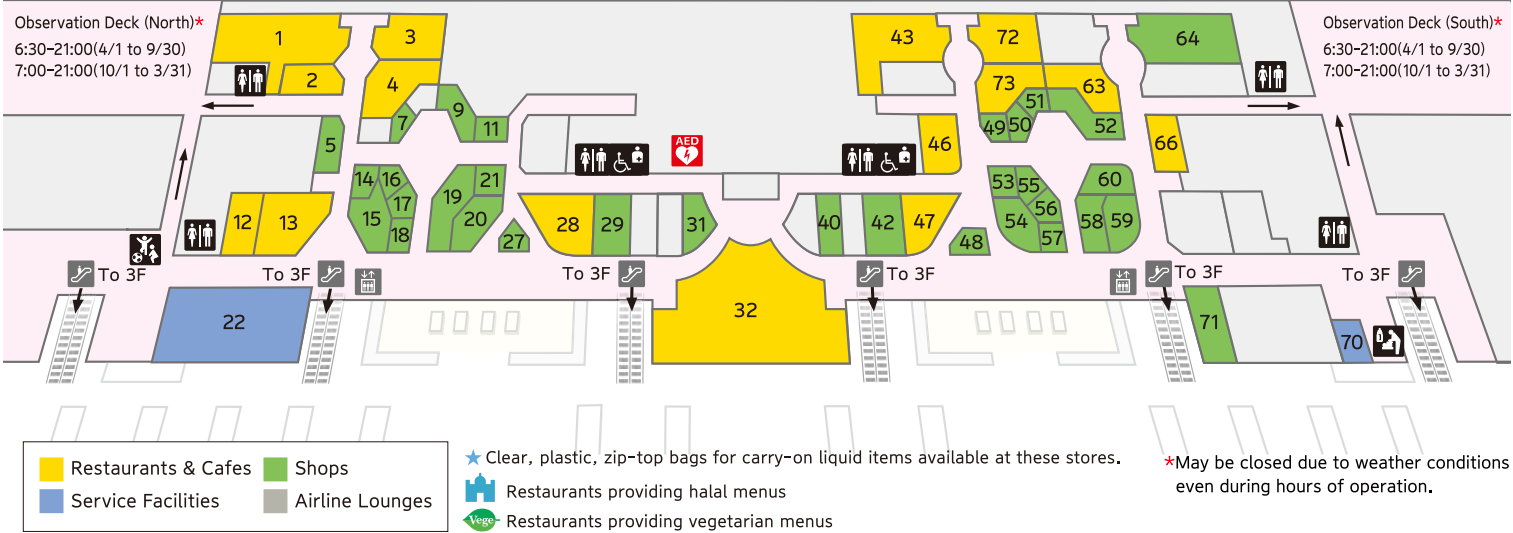 Observation Deck (North)*
6:30-21:00(4/1 to 9/30)
7:00-21:00(10/1 to 3/31)
Observation Deck (South)*
6:30-21:00(4/1 to 9/30)
7:00-21:00(10/1 to 3/31)
1
3
43
72
64
2
4
73
63
9
51
7
11
49
50
52
5
AED
46
66
14
16
17
15
18
19
21
20
53
55
56
54
57
60
58
59
12
13
27
28
29
31
40
42
47
48
To 3F
To 3F
To 3F
To 3F
To 3F
To 3F
22
32
71
70
Restaurants & Cafes
Shops
Service Facilities
Airline Lounges
★ Clear, plastic, zip-top bags for carry-on liquid items available at these stores.
Restaurants providing halal menus
Vege Restaurants providing vegetarian menus
*May be closed due to weather conditions
even during hours of operation.